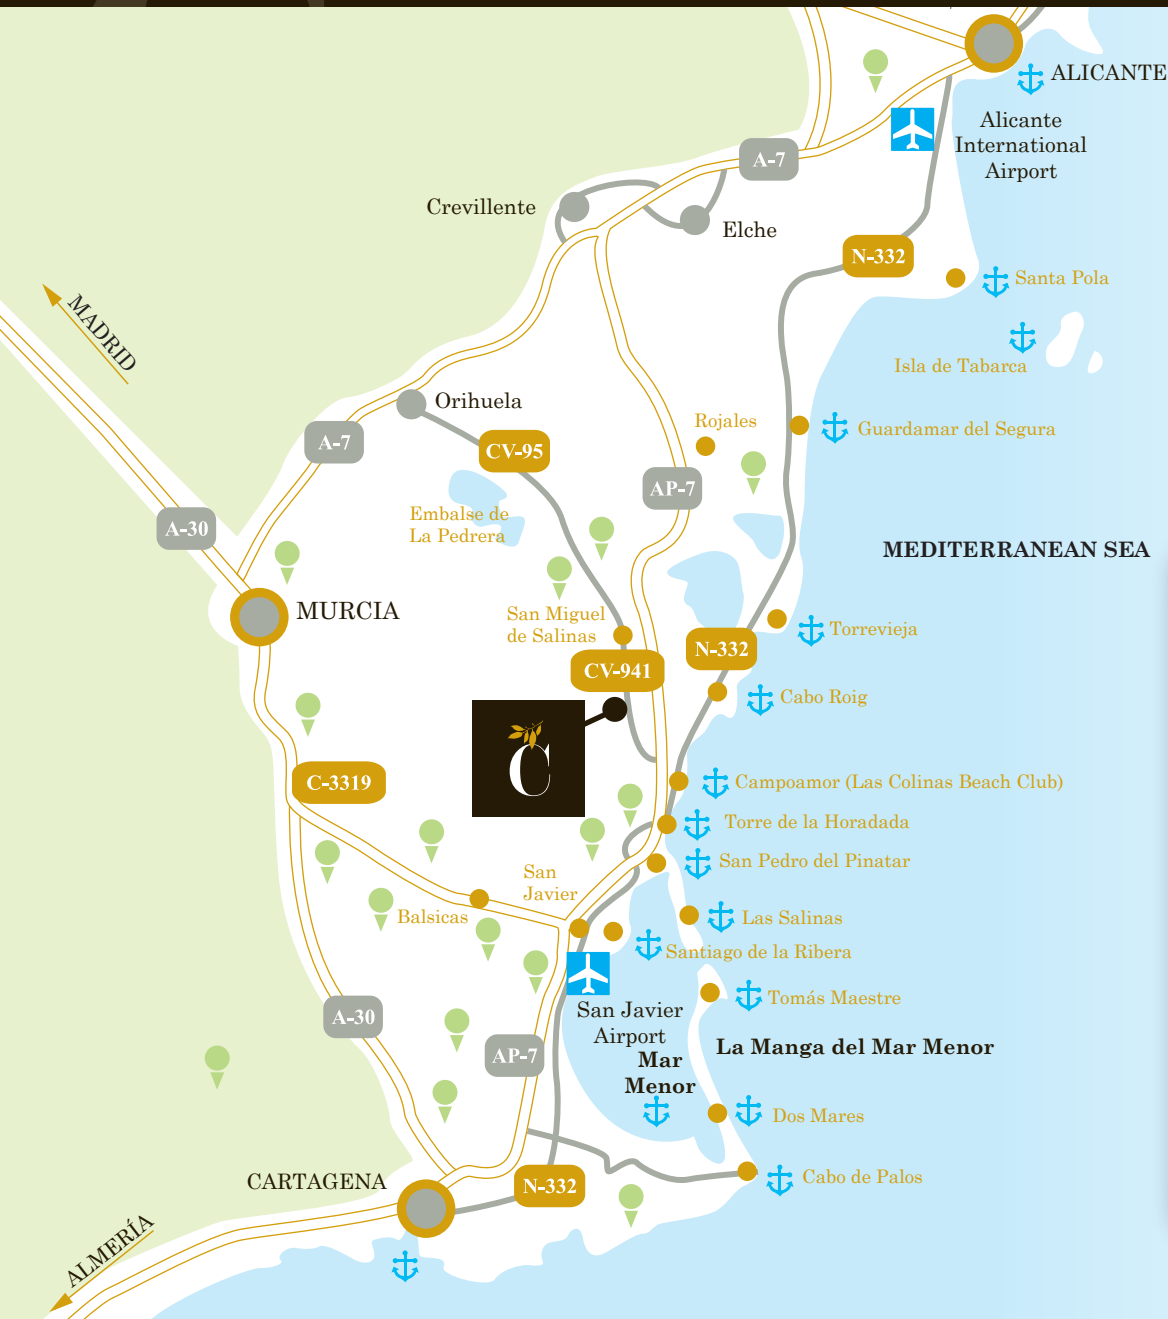 ALICANTE
Alicante
International
Airport
A-7
Crevillente
Elche
N-332
Santa Pola
MADRID
Isla de Tabarca
Orihuela
Rojales
Guardamar del Segura
A-7
CV-95
AP-7
Embalse de
La Pedrera
A-30
MEDITERRANEAN SEA
MURCIA
San Miguel
de Salinas
Torrevieja
N-332
CV-941
Cabo Roig
C
C-3319
Campoamor (Las Colinas Beach Club)
Torre de la Horadada
San Pedro del Pinatar
San
Javier
Balsicas
Las Salinas
Santiago de la Ribera
Tomás Maestre
San Javier
Airport
A-30
AP-7
La Manga del Mar Menor
Mar
Menor
Dos Mares
CARTAGENA
N-332
Cabo de Palos
ALMERÍA